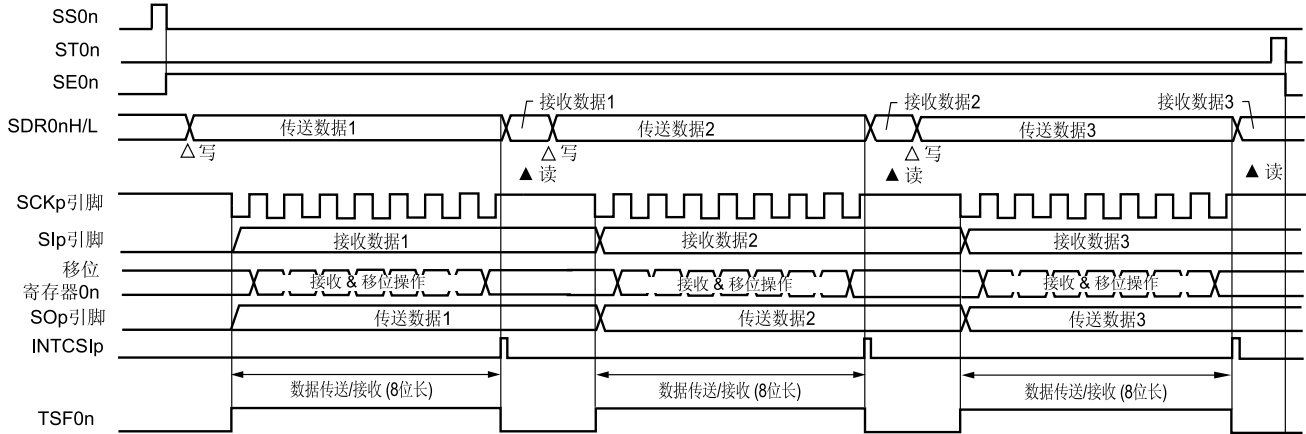 SS0n
ST0n
SE0n
接收数据1 接收数据2 接收数据3
SDR0nH/L 传送数据1 传送数据2 传送数据3
△写 △写 △写
▲读 ▲读 ▲读
SCKp引脚
SIp引脚 接收数据1 接收数据2 接收数据3
移位
寄存器0n 接收 & 移位操作 接收 & 移位操作 接收 & 移位操作
SOp引脚 传送数据1 传送数据2 传送数据3
INTCSIp
数据传送/接收 (8位长) 数据传送/接收 (8位长) 数据传送/接收 (8位长)
TSF0n